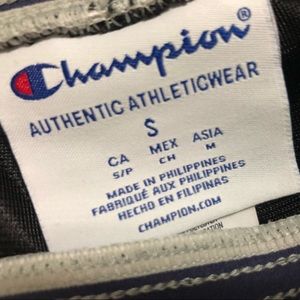 Champion®
AUTHENTIC ATHLETICWEAR
S
CA MEX ASIA
S/P CH M
MADE IN PHILIPPINES
FABRIQUÉ AUX PHILIPPINES
HECHO EN FILIPINAS
CHAMPION.COM